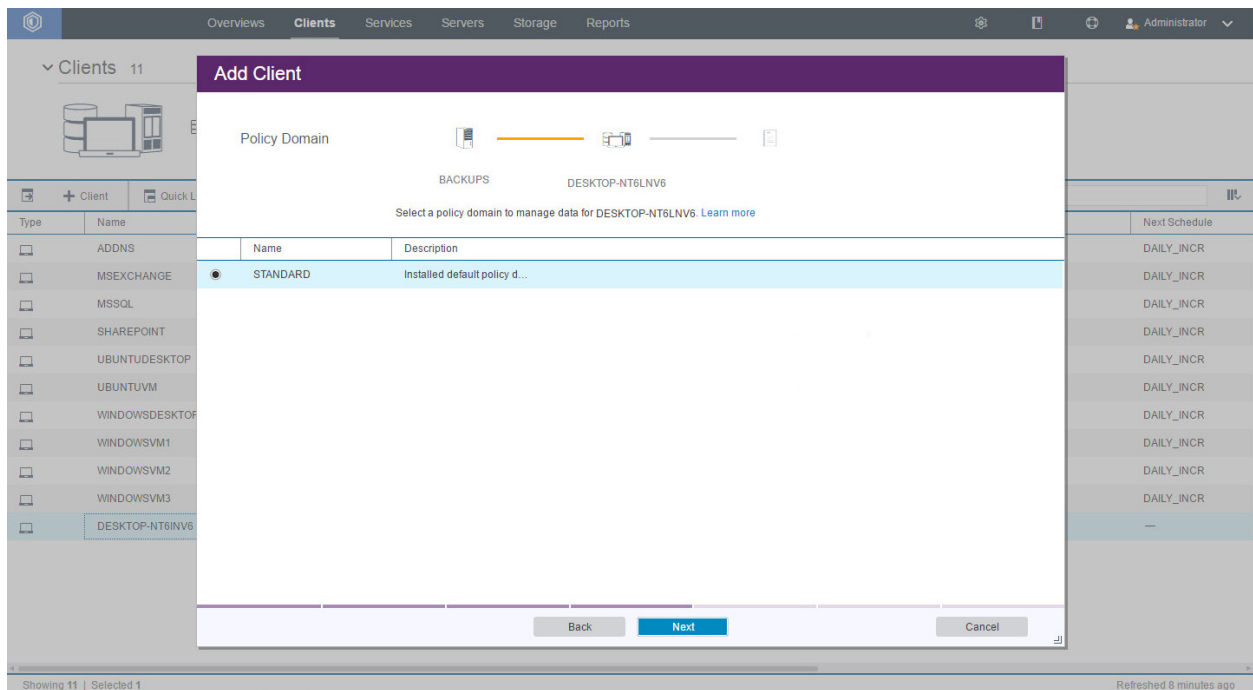 Overviews Clients Services Servers Storage Reports Administrator
Clients 11
Add Client
Policy Domain
BACKUPS DESKTOP-NT6LNV6
Select a policy domain to manage data for DESKTOP-NT6LNV6. Learn more
+ Client Quick L
Type Name Next Schedule
Name Description
STANDARD Installed default policy d...
ADDNS DAILY_INCR
MSEXCHANGE DAILY_INCR
MSSQL DAILY_INCR
SHAREPOINT DAILY_INCR
UBUNTUDESKTOP DAILY_INCR
UBUNTUVM DAILY_INCR
WINDOWSDESKTOP DAILY_INCR
WINDOWSVM1 DAILY_INCR
WINDOWSVM2 DAILY_INCR
WINDOWSVM3 DAILY_INCR
DESKTOP-NT6INV6 —
Back Next Cancel
Showing 11 | Selected 1 Refreshed 8 minutes ago